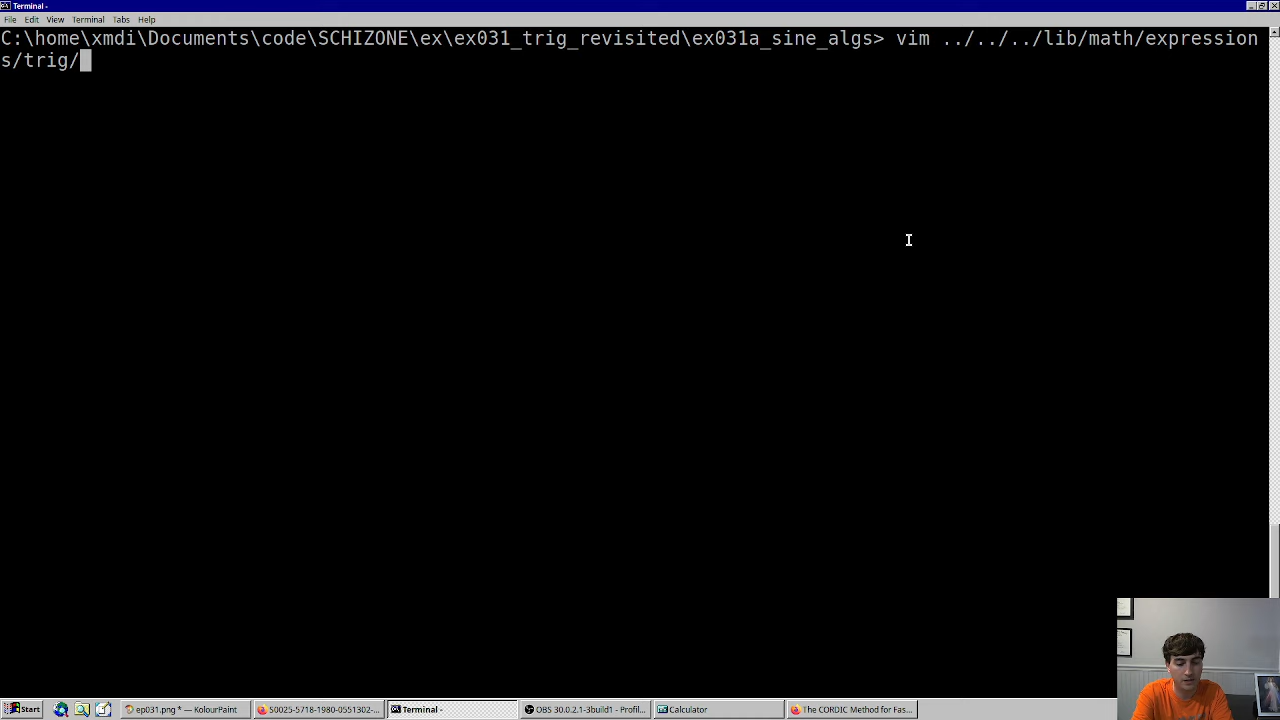 Terminal -
File Edit View Terminal Tabs Help
C:\home\xmdi\Documents\code\SCHIZONE\ex\ex031_trig_revisited\ex031a_sine_algs> vim ../../../lib/math/expression
s/trig/
Start
ep031.png * — KolourPaint
S0025-5718-1980-0551302-...
Terminal -
OBS 30.0.2.1-3build1 - Profil...
Calculator
The CORDIC Method for Fas...